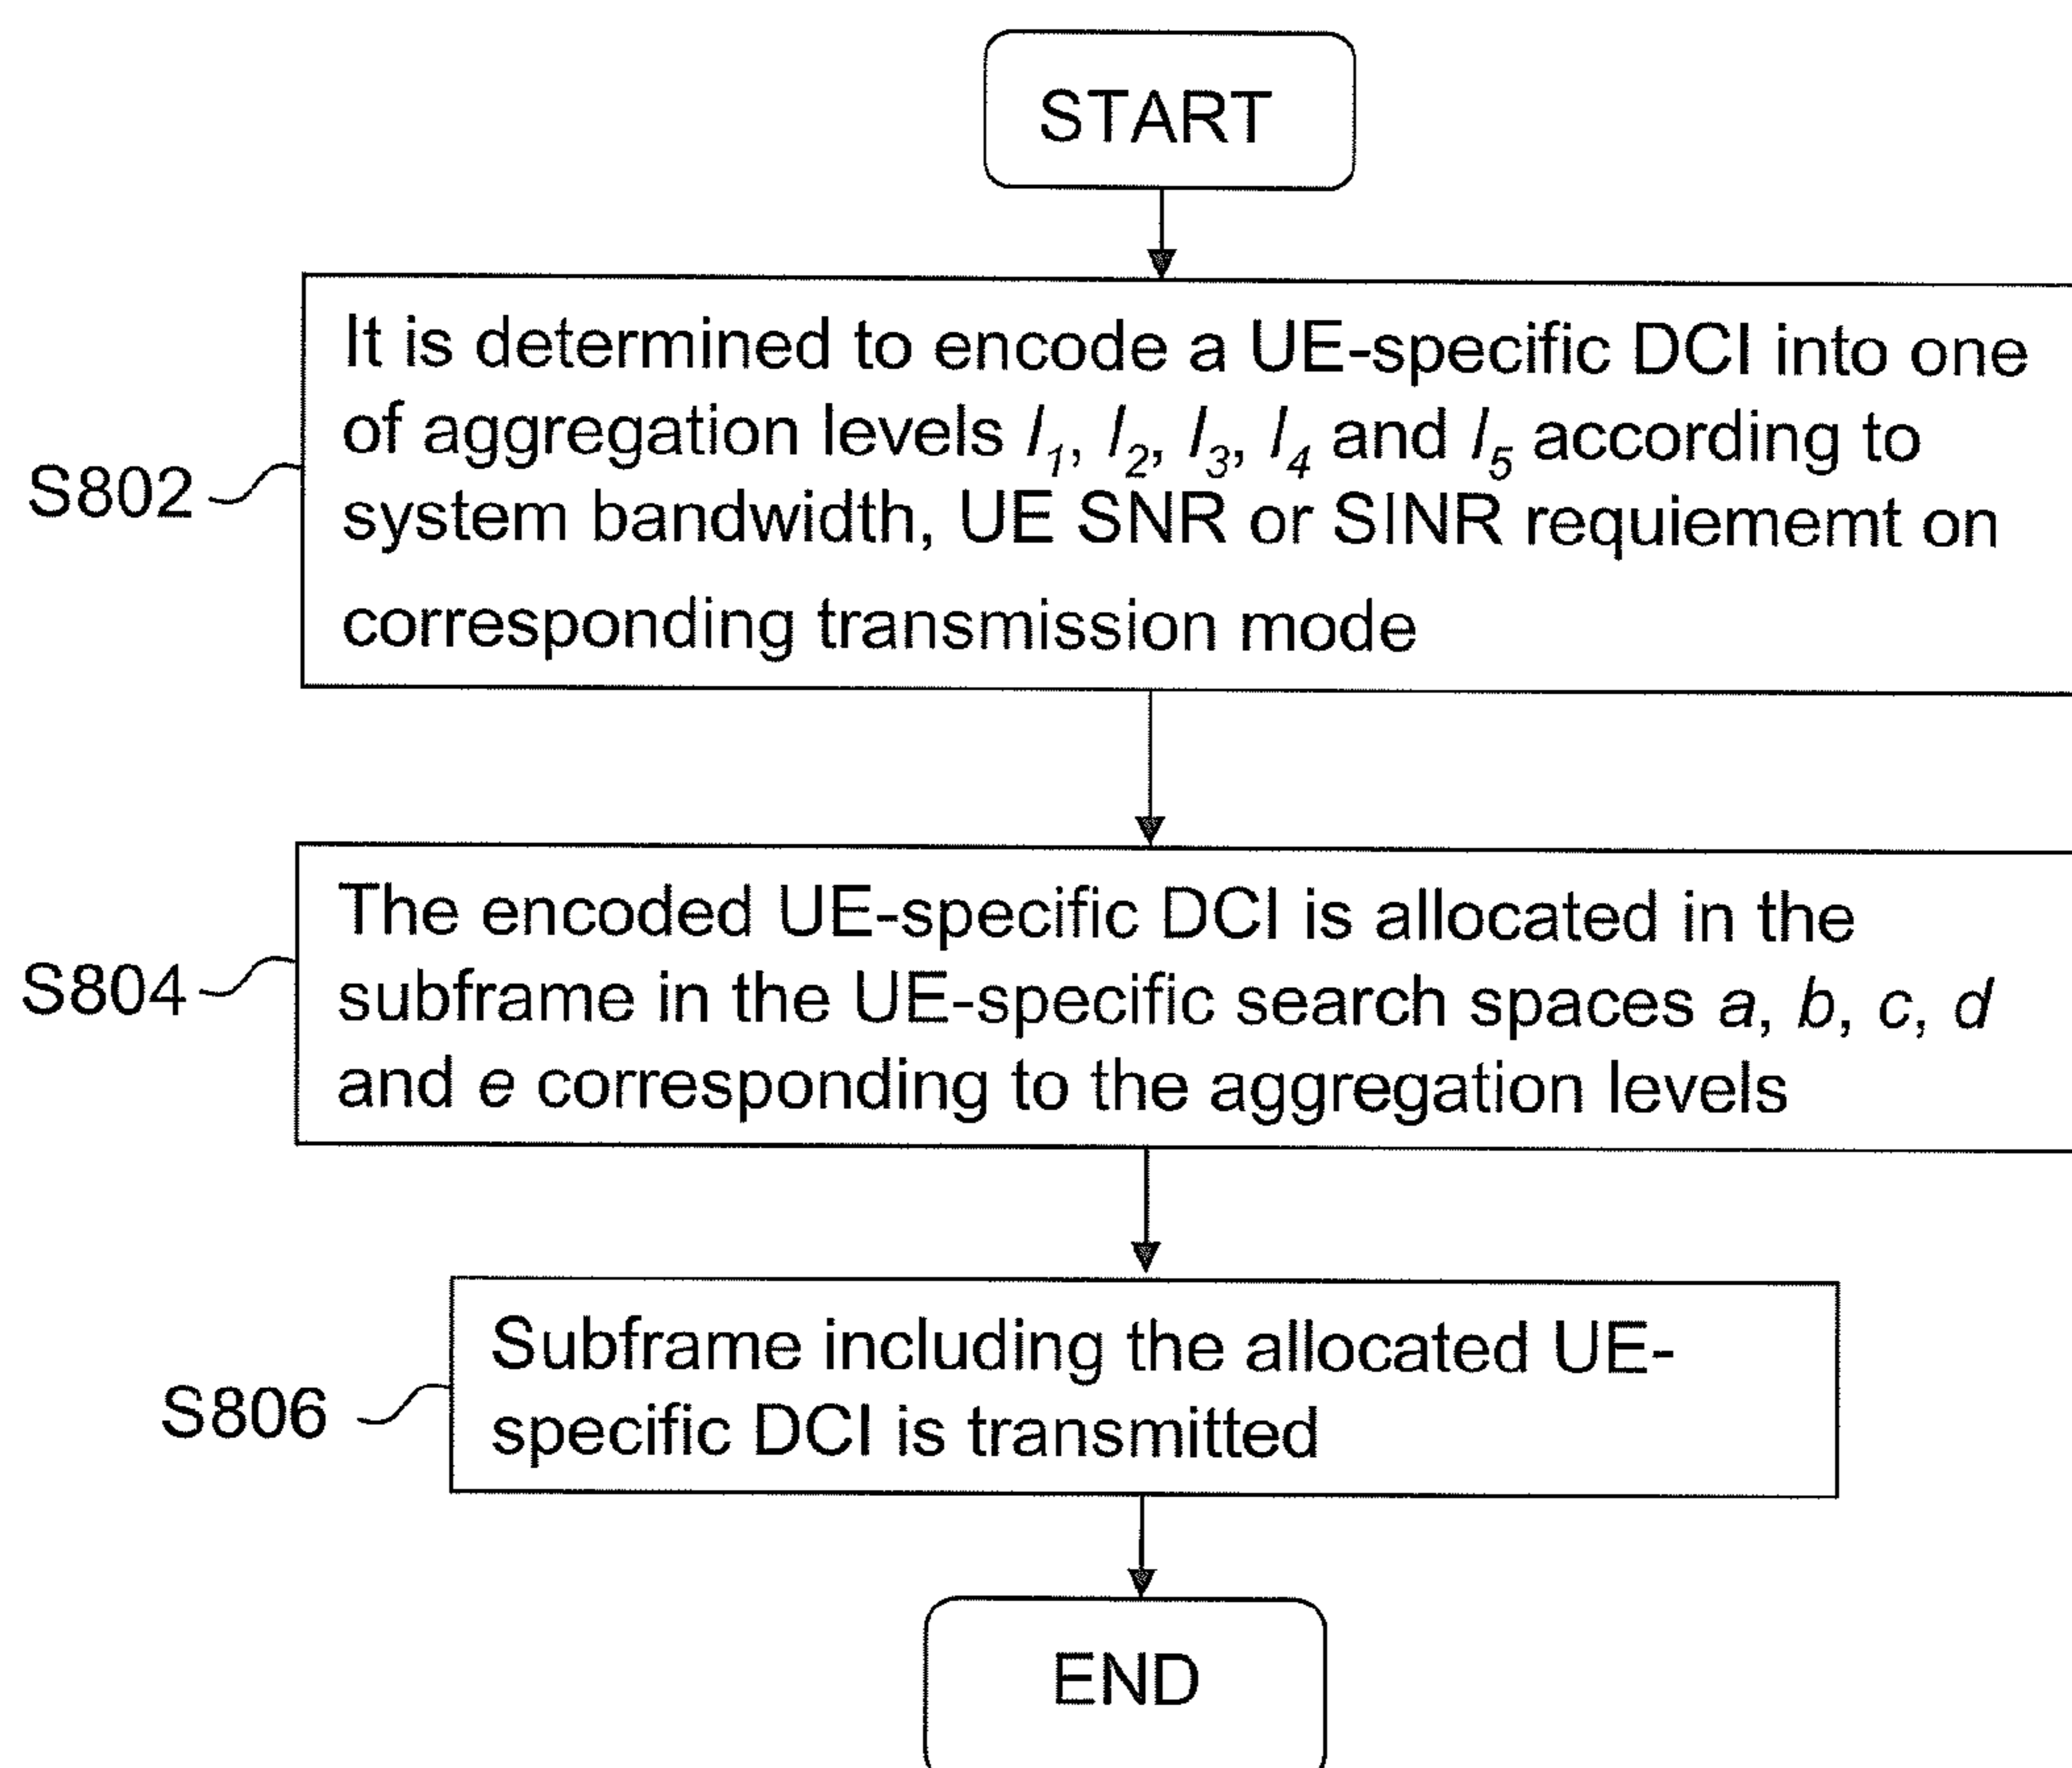 START
It is determined to encode a UE-specific DCI into one
of aggregation levels l1, l2, l3, l4 and l5 according to
S802
system bandwidth, UE SNR or SINR requiememt on
corresponding transmission mode
The encoded UE-specific DCI is allocated in the
S804
subframe in the UE-specific search spaces a, b, c, d
and e corresponding to the aggregation levels
Subframe including the allocated UE-
S806
specific DCI is transmitted
END